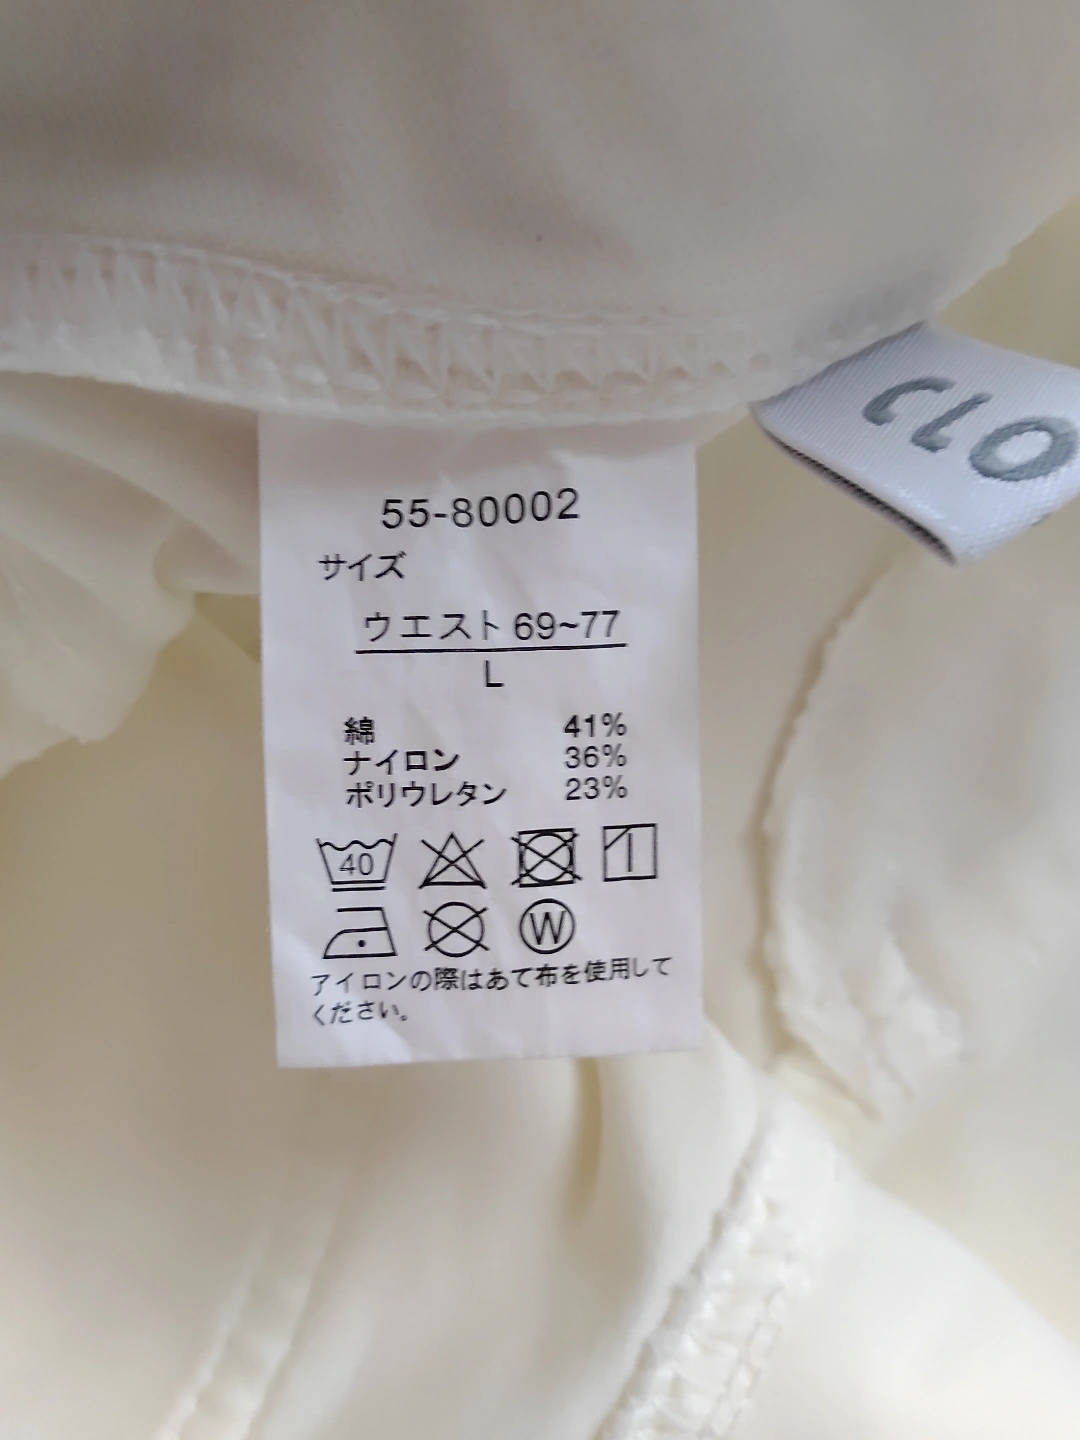 55-80002
サイズ
ウエスト 69~77
L
綿 41%
ナイロン 36%
ポリウレタン 23%
40
W
アイロンの際はあて布を使用して
ください。
CLO